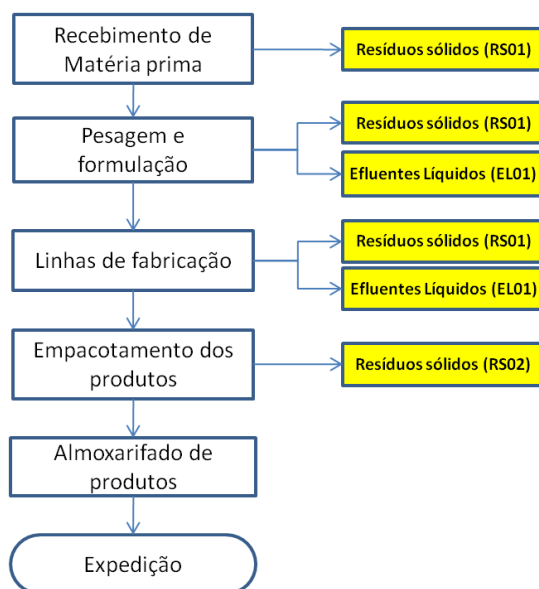 Recebimento de
Matéria prima
Resíduos sólidos (RS01)
Pesagem e
formulação
Resíduos sólidos (RS01)
Efluentes Líquidos (EL01)
Linhas de fabricação
Resíduos sólidos (RS01)
Efluentes Líquidos (EL01)
Empacotamento dos
produtos
Resíduos sólidos (RS02)
Almoxarifado de
produtos
Expedição